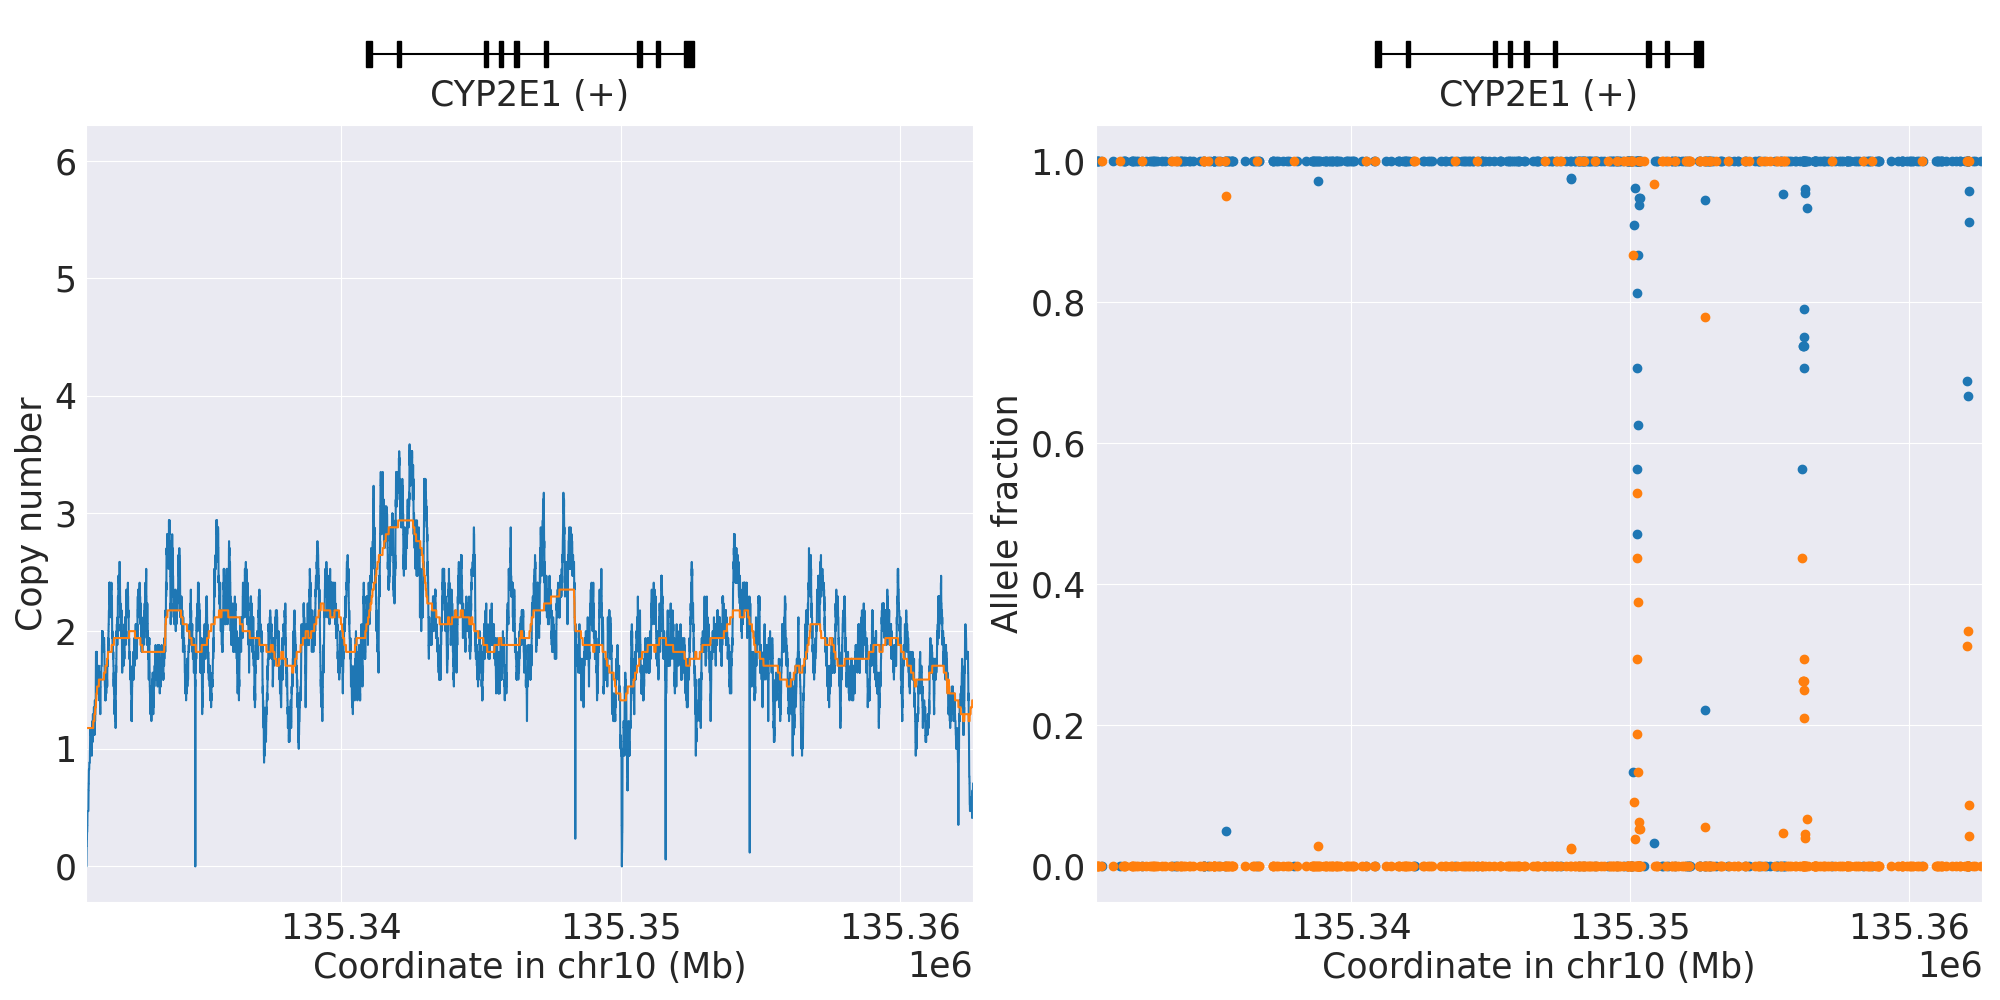 CYP2E1 (+)
6
5
4
3
2
1
0
Copy number
135.34
135.35
135.36
Coordinate in chr10 (Mb)
1e6
CYP2E1 (+)
1.0
0.8
0.6
0.4
0.2
0.0
Allele fraction
135.34
135.35
135.36
Coordinate in chr10 (Mb)
1e6